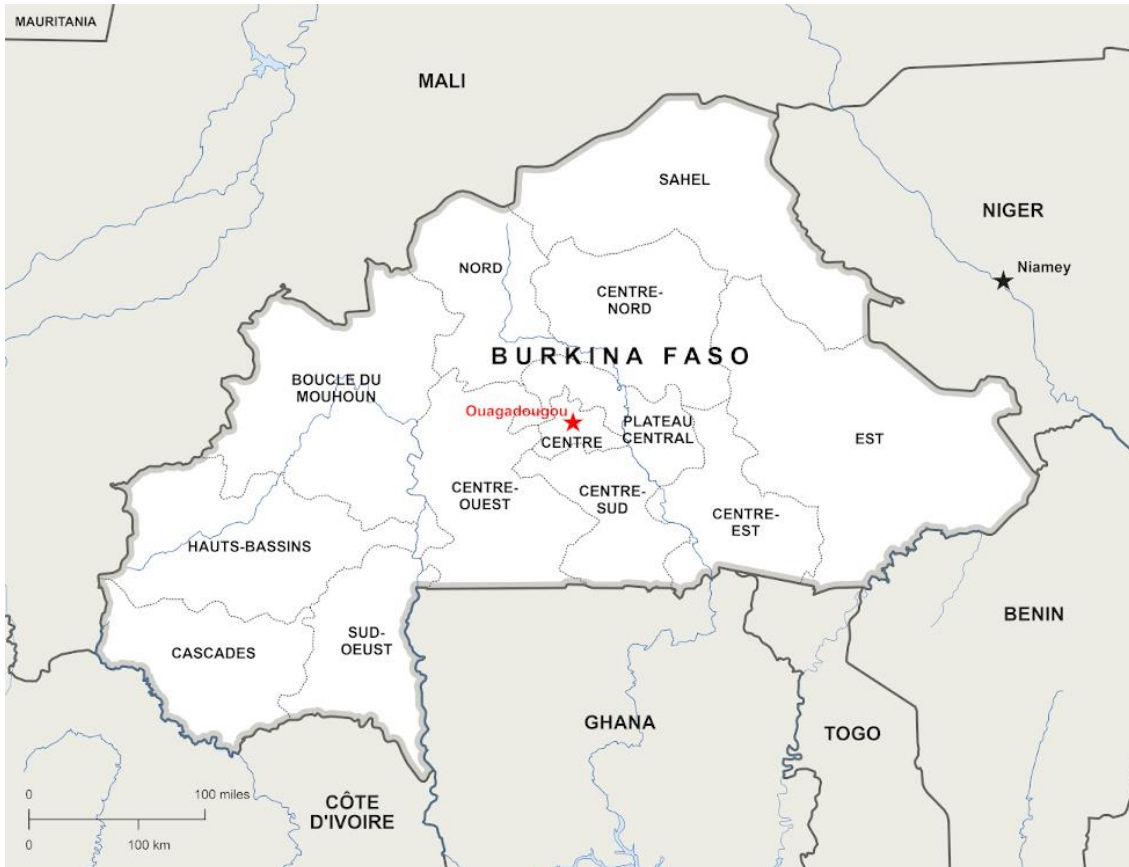 MAURITANIA
MALI
SAHEL
NIGER
NORD
Niamey
CENTRE-
NORD
BURKINA FASO
BOUCLE DU
MOUHOUN
Ouagadougou
PLATEAU
CENTRAL
CENTRE
EST
CENTRE-
OUEST
CENTRE-
SUD
CENTRE-
EST
HAUTS-BASSINS
BENIN
SUD-
OEUST
CASCADES
GHANA
TOGO
0
100 miles
CÔTE
D'IVOIRE
0
100 km